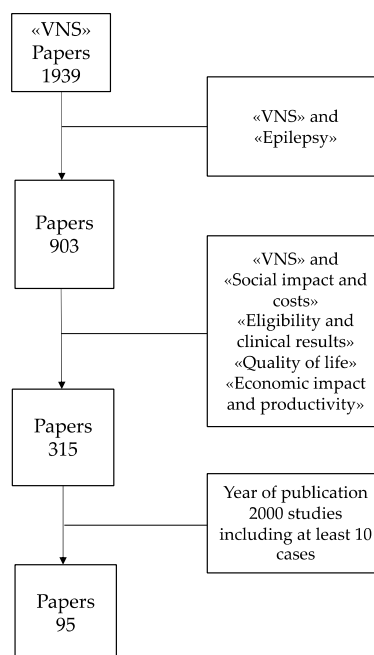 «VNS»
Papers
1939
«VNS» and
«Epilepsy»
Papers
903
«VNS» and
«Social impact and
costs»
«Eligibility and
clinical results»
«Quality of life»
«Economic impact
and productivity»
Papers
315
Year of publication
2000 studies
including at least 10
cases
Papers
95